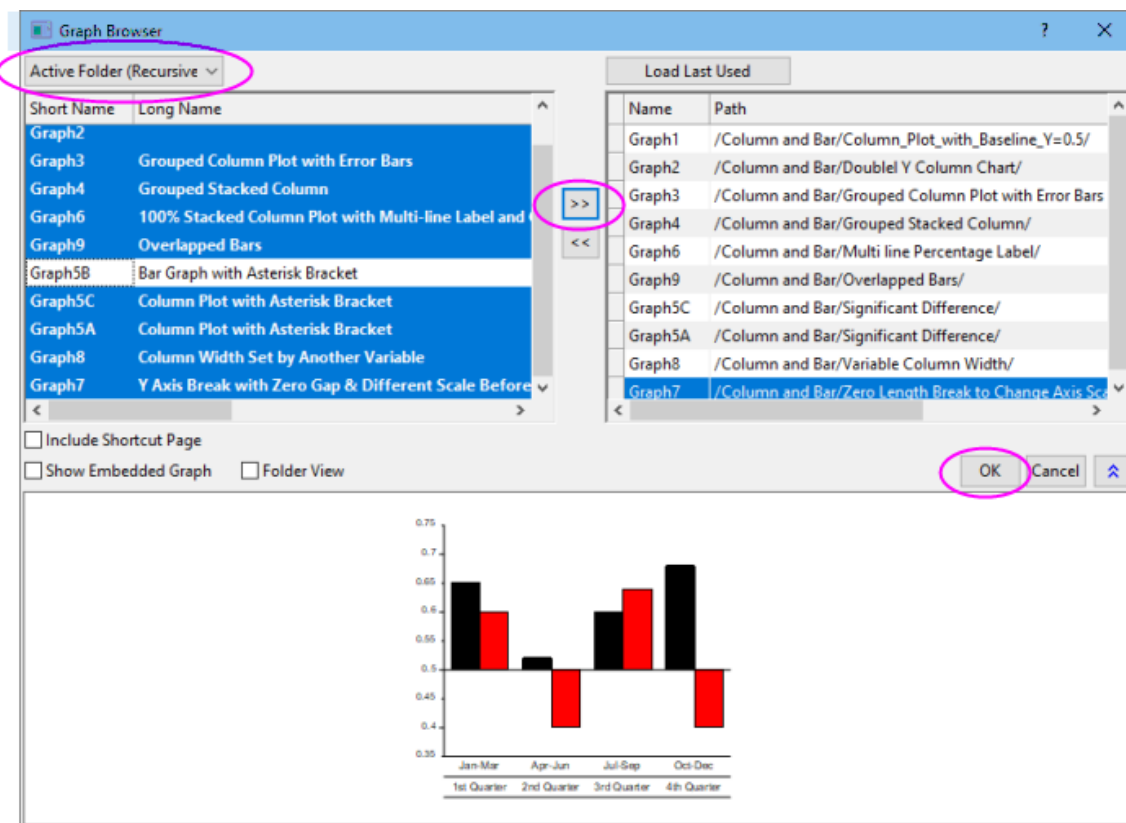 Graph Browser
?
Active Folder (Recursive
Load Last Used
Short Name Long Name
Graph2
Graph3 Grouped Column Plot with Error Bars
Graph4 Grouped Stacked Column
Graph6 100% Stacked Column Plot with Multi-line Label and
Graph9 Overlapped Bars
Graph5B Bar Graph with Asterisk Bracket
Graph5C Column Plot with Asterisk Bracket
Graph5A Column Plot with Asterisk Bracket
Graph8 Column Width Set by Another Variable
Graph7 Y Axis Break with Zero Gap & Different Scale Before
>>
<<
Name Path
Graph1 /Column and Bar/Column_Plot_with_Baseline_Y=0.5/
Graph2 /Column and Bar/Doublel Y Column Chart/
Graph3 /Column and Bar/Grouped Column Plot with Error Bars
Graph4 /Column and Bar/Grouped Stacked Column/
Graph6 /Column and Bar/Multi line Percentage Label/
Graph9 /Column and Bar/Overlapped Bars/
Graph5C /Column and Bar/Significant Difference/
Graph5A /Column and Bar/Significant Difference/
Graph8 /Column and Bar/Variable Column Width/
Graph7 /Column and Bar/Zero Length Break to Change Axis Sca
Include Shortcut Page
Show Embedded Graph Folder View
OK Cancel
0.75
0.7
0.65
0.6
0.55
0.5
0.45
0.4
0.35
Jan-Mar Apr-Jun Jul-Sep Oct-Dec
1st Quarter 2nd Quarter 3rd Quarter 4th Quarter